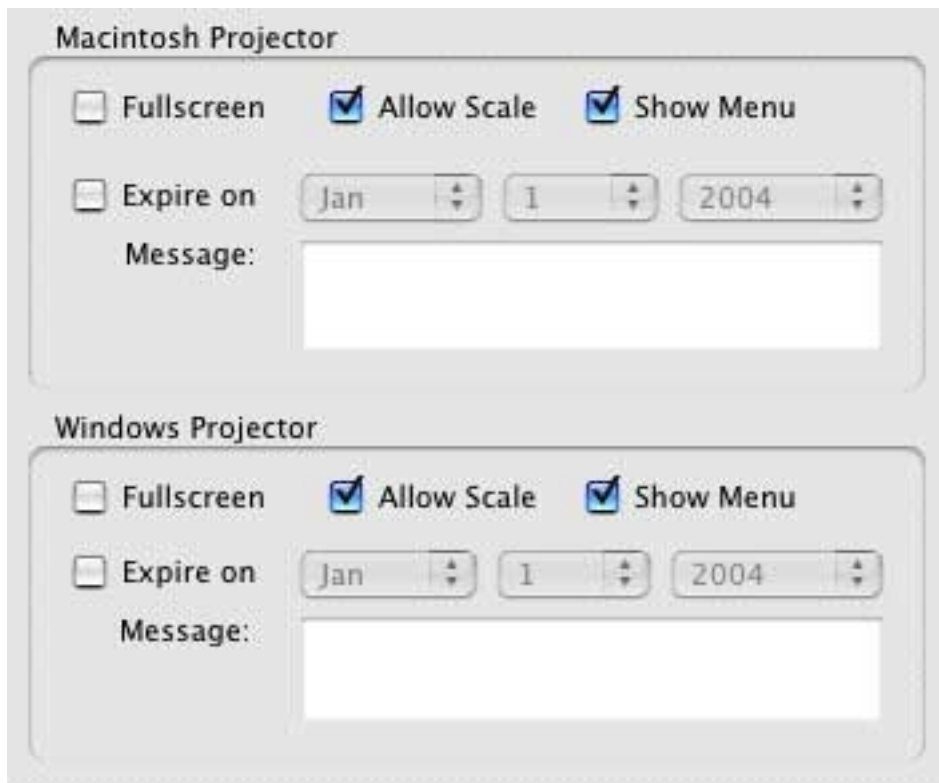 Macintosh Projector
Fullscreen Allow Scale Show Menu
Expire on Jan 1 2004
Message:
Windows Projector
Fullscreen Allow Scale Show Menu
Expire on Jan 1 2004
Message: